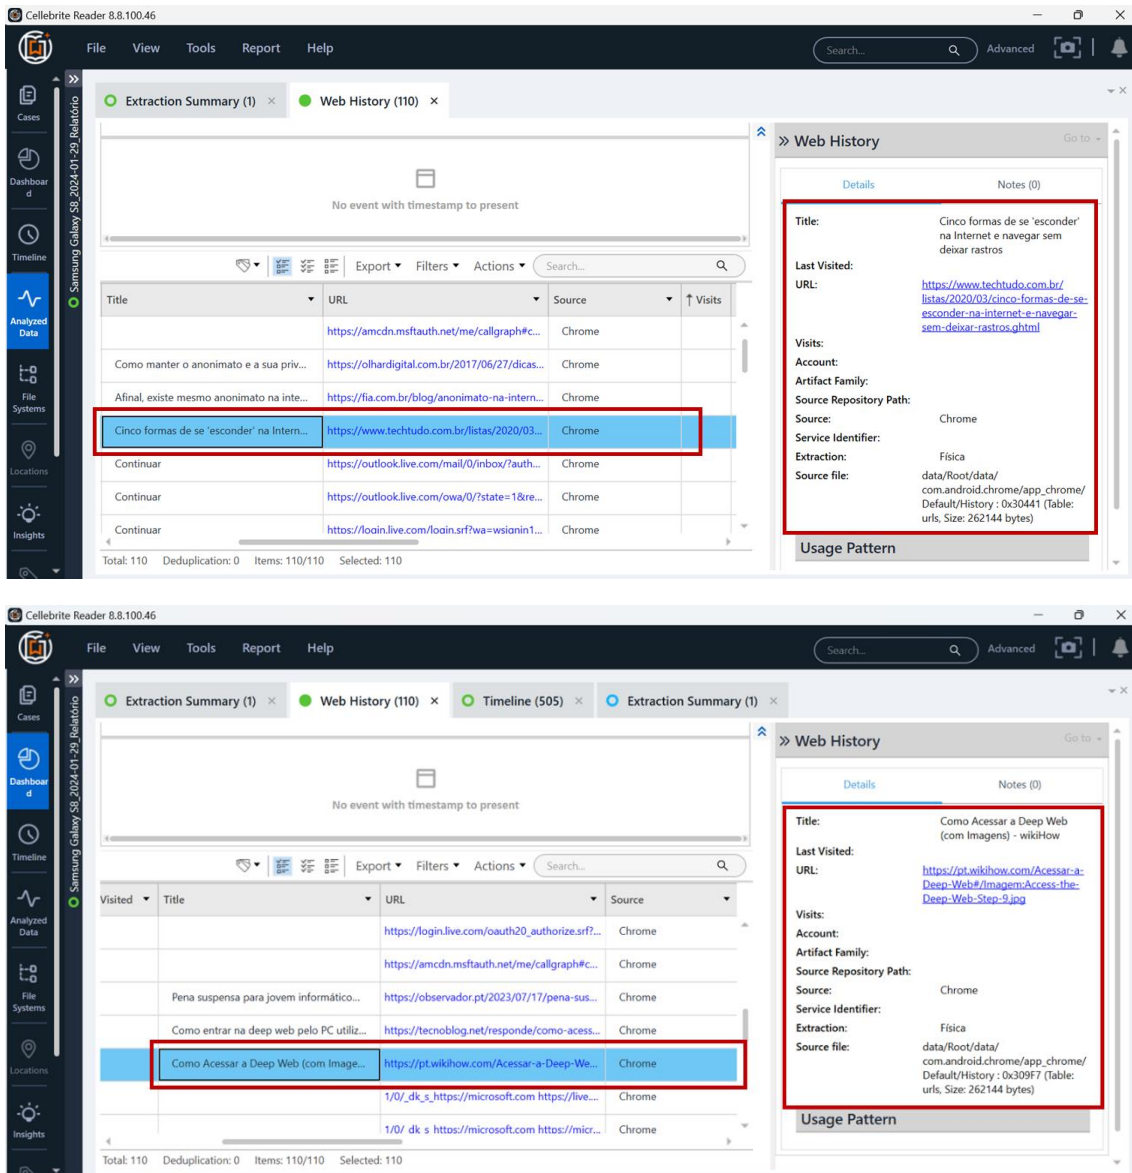 Cellebrite Reader 8.8.100.46
File View Tools Report Help
Search...
Advanced
Cases
Dashboar
d
Timeline
Analyzed
Data
File
Systems
Locations
Insights
Samsung Galaxy S8_2024-01-29_Relatório
Extraction Summary (1) ×
Web History (110) ×
No event with timestamp to present
Export Filters Actions Search...
Title URL Source Visits
https://amcdn.msftauth.net/me/callgraph#c... Chrome
Como manter o anonimato e a sua priv... https://olhardigital.com.br/2017/06/27/dicas... Chrome
Afinal, existe mesmo anonimato na inte... https://fia.com.br/blog/anonimato-na-intern... Chrome
Cinco formas de se 'esconder' na Intern... https://www.techtudo.com.br/listas/2020/03... Chrome
Continuar https://outlook.live.com/mail/0/inbox/?auth... Chrome
Continuar https://outlook.live.com/owa/0/?state=1&re... Chrome
Continuar https://login.live.com/login.srf?wa=wsignin1... Chrome
Total: 110 Deduplication: 0 Items: 110/110 Selected: 110
Web History
Go to
Details Notes (0)
Title: Cinco formas de se 'esconder'
na Internet e navegar sem
deixar rastros
Last Visited:
URL: https://www.techtudo.com.br/
listas/2020/03/cinco-formas-de-se-
esconder-na-internet-e-navegar-
sem-deixar-rastros.ghtml
Visits:
Account:
Artifact Family:
Source Repository Path:
Source: Chrome
Service Identifier:
Extraction: Física
Source file: data/Root/data/
com.android.chrome/app_chrome/
Default/History : 0x30441 (Table:
urls, Size: 262144 bytes)
Usage Pattern
Cellebrite Reader 8.8.100.46
File View Tools Report Help
Search...
Advanced
Cases
Dashboar
d
Timeline
Analyzed
Data
File
Systems
Locations
Insights
Samsung Galaxy S8_2024-01-29_Relatório
Extraction Summary (1) ×
Web History (110) ×
Timeline (505) ×
Extraction Summary (1) ×
No event with timestamp to present
Export Filters Actions Search...
Visited Title URL Source
https://login.live.com/oauth20_authorize.srf?... Chrome
https://amcdn.msftauth.net/me/callgraph#c... Chrome
Pena suspensa para jovem informático... https://observador.pt/2023/07/17/pena-sus... Chrome
Como entrar na deep web pelo PC utiliz... https://tecnoblog.net/responde/como-acess... Chrome
Como Acessar a Deep Web (com Image... https://pt.wikihow.com/Acessar-a-Deep-We... Chrome
1/0/_dk_s_https://microsoft.com https://live.... Chrome
1/0/_dk_s_https://microsoft.com https://micr... Chrome
Total: 110 Deduplication: 0 Items: 110/110 Selected: 110
Web History
Go to
Details Notes (0)
Title: Como Acessar a Deep Web
(com Imagens) - wikiHow
Last Visited:
URL: https://pt.wikihow.com/Acessar-a-
Deep-Web#/Imagem:Access-the-
Deep-Web-Step-9.jpg
Visits:
Account:
Artifact Family:
Source Repository Path:
Source: Chrome
Service Identifier:
Extraction: Física
Source file: data/Root/data/
com.android.chrome/app_chrome/
Default/History : 0x309F7 (Table:
urls, Size: 262144 bytes)
Usage Pattern